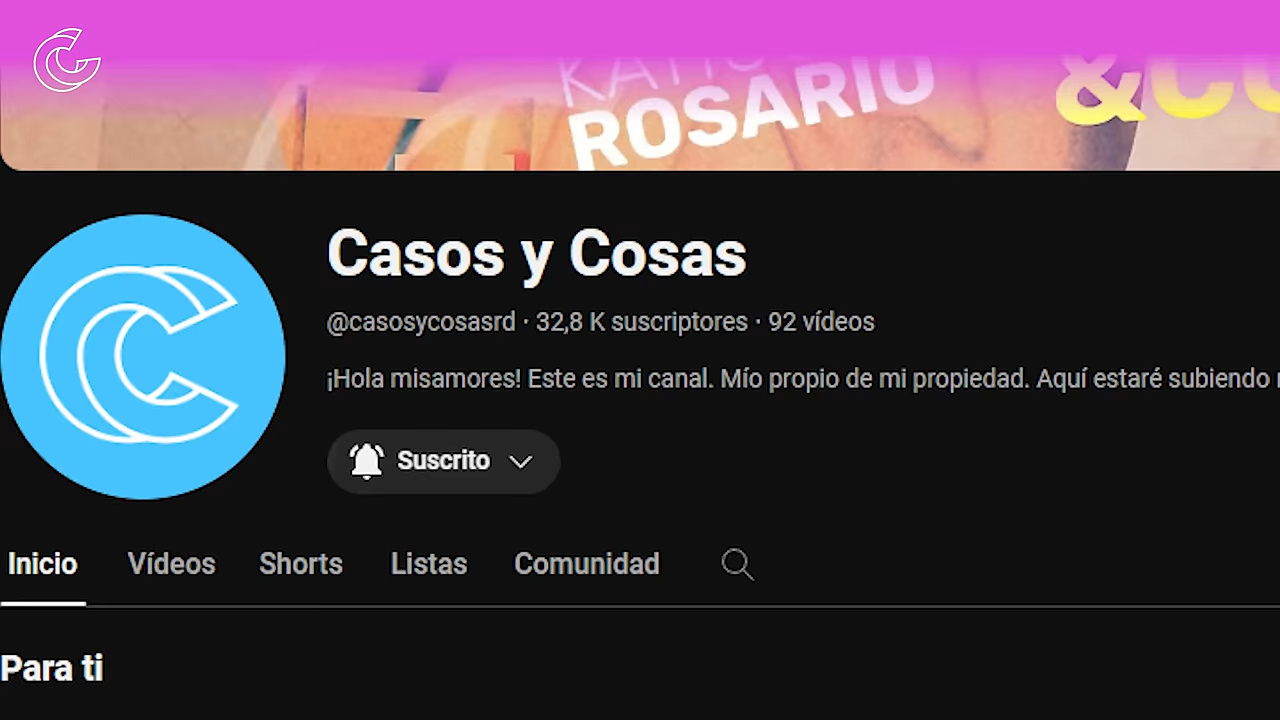 ROSARIO
Casos y Cosas
@casosycosasrd · 32,8 K suscriptores · 92 vídeos
¡Hola misamores! Este es mi canal. Mío propio de mi propiedad. Aquí estaré subiendo
Suscrito
Inicio Vídeos Shorts Listas Comunidad
Para ti